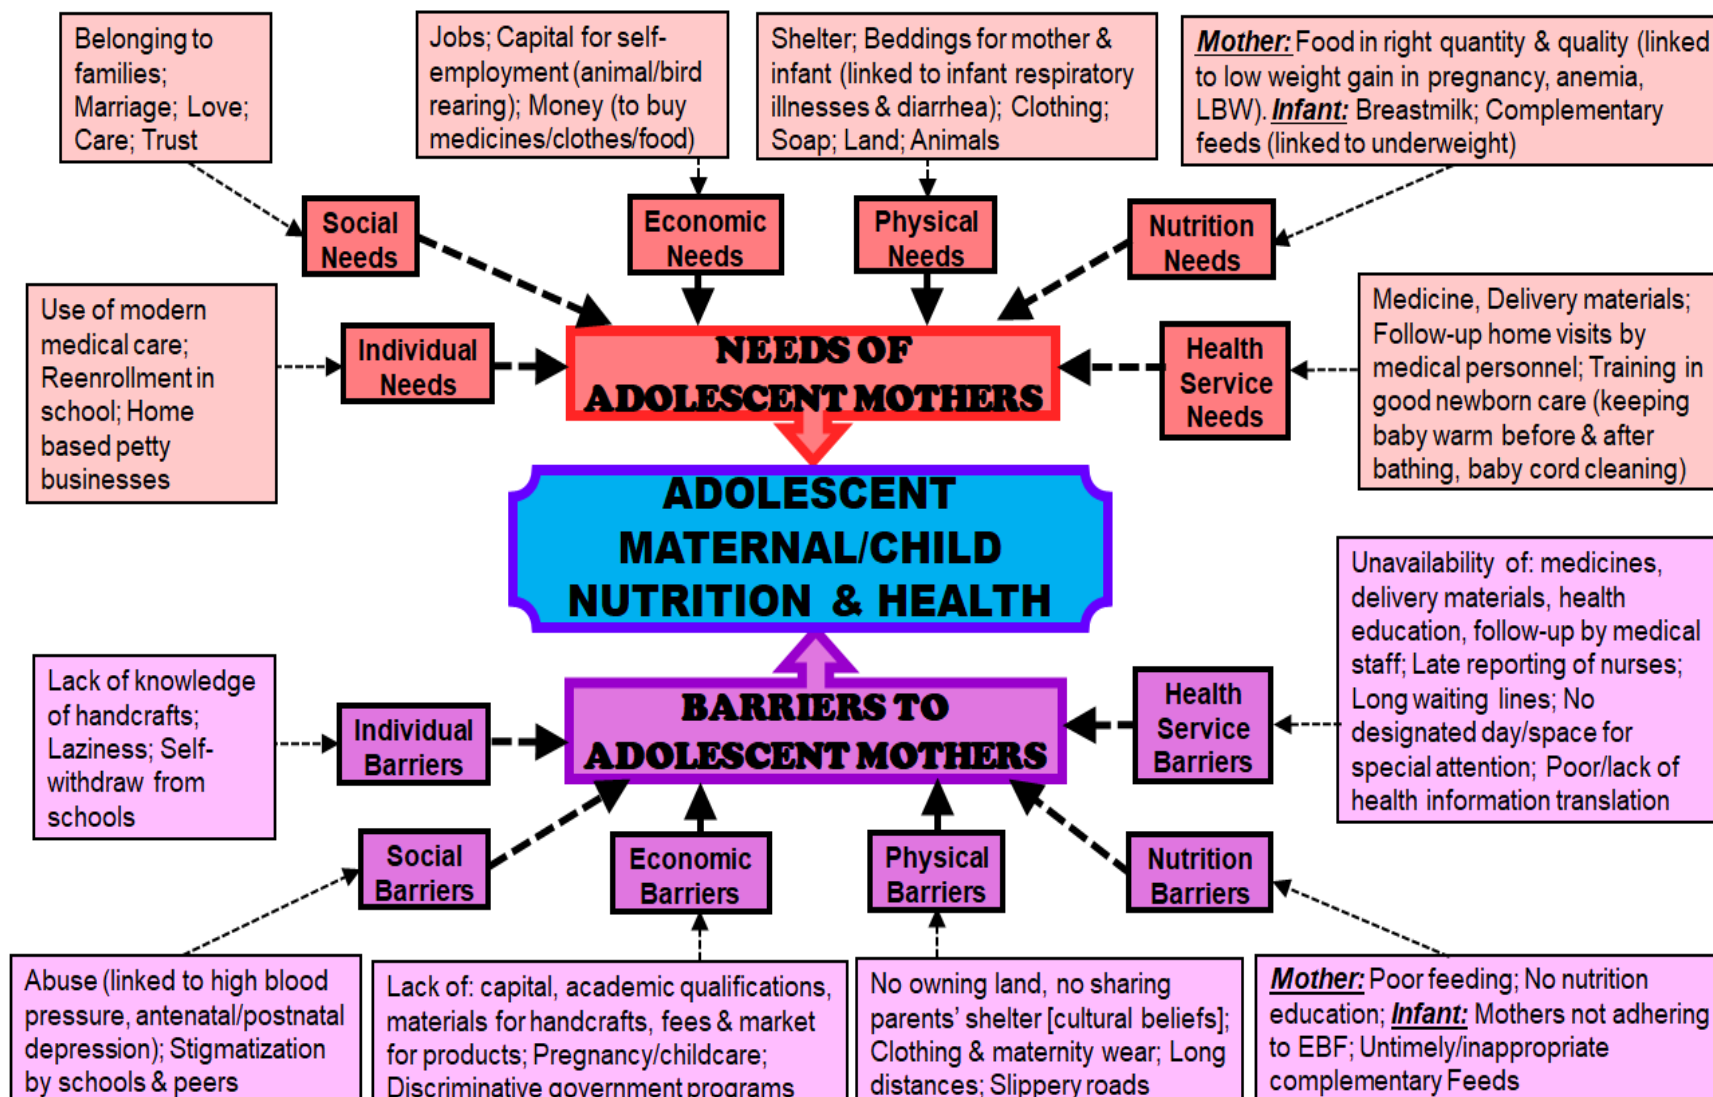 Belonging to
families;
Marriage; Love;
Care; Trust
Jobs; Capital for self-
employment (animal/bird
rearing); Money (to buy
medicines/clothes/food)
Shelter; Beddings for mother &
infant (linked to infant respiratory
illnesses & diarrhea); Clothing;
Soap; Land; Animals
Mother: Food in right quantity & quality (linked
to low weight gain in pregnancy, anemia,
LBW). Infant: Breastmilk; Complementary
feeds (linked to underweight)
Social
Needs
Economic
Needs
Physical
Needs
Nutrition
Needs
Use of modern
medical care;
Reenrollment in
school; Home
based petty
businesses
Individual
Needs
NEEDS OF
ADOLESCENT MOTHERS
Health
Service
Needs
Medicine, Delivery materials;
Follow-up home visits by
medical personnel; Training in
good newborn care (keeping
baby warm before & after
bathing, baby cord cleaning)
ADOLESCENT
MATERNAL/CHILD
NUTRITION & HEALTH
Lack of knowledge
of handcrafts;
Laziness; Self-
withdraw from
schools
Individual
Barriers
BARRIERS TO
ADOLESCENT MOTHERS
Health
Service
Barriers
Unavailability of: medicines,
delivery materials, health
education, follow-up by medical
staff; Late reporting of nurses;
Long waiting lines; No
designated day/space for
special attention; Poor/lack of
health information translation
Social
Barriers
Economic
Barriers
Physical
Barriers
Nutrition
Barriers
Abuse (linked to high blood
pressure, antenatal/postnatal
depression); Stigmatization
by schools & peers
Lack of: capital, academic qualifications,
materials for handcrafts, fees & market
for products; Pregnancy/childcare;
Discriminative government programs
No owning land, no sharing
parents' shelter [cultural beliefs];
Clothing & maternity wear; Long
distances; Slippery roads
Mother: Poor feeding; No nutrition
education; Infant: Mothers not adhering
to EBF; Untimely/inappropriate
complementary Feeds